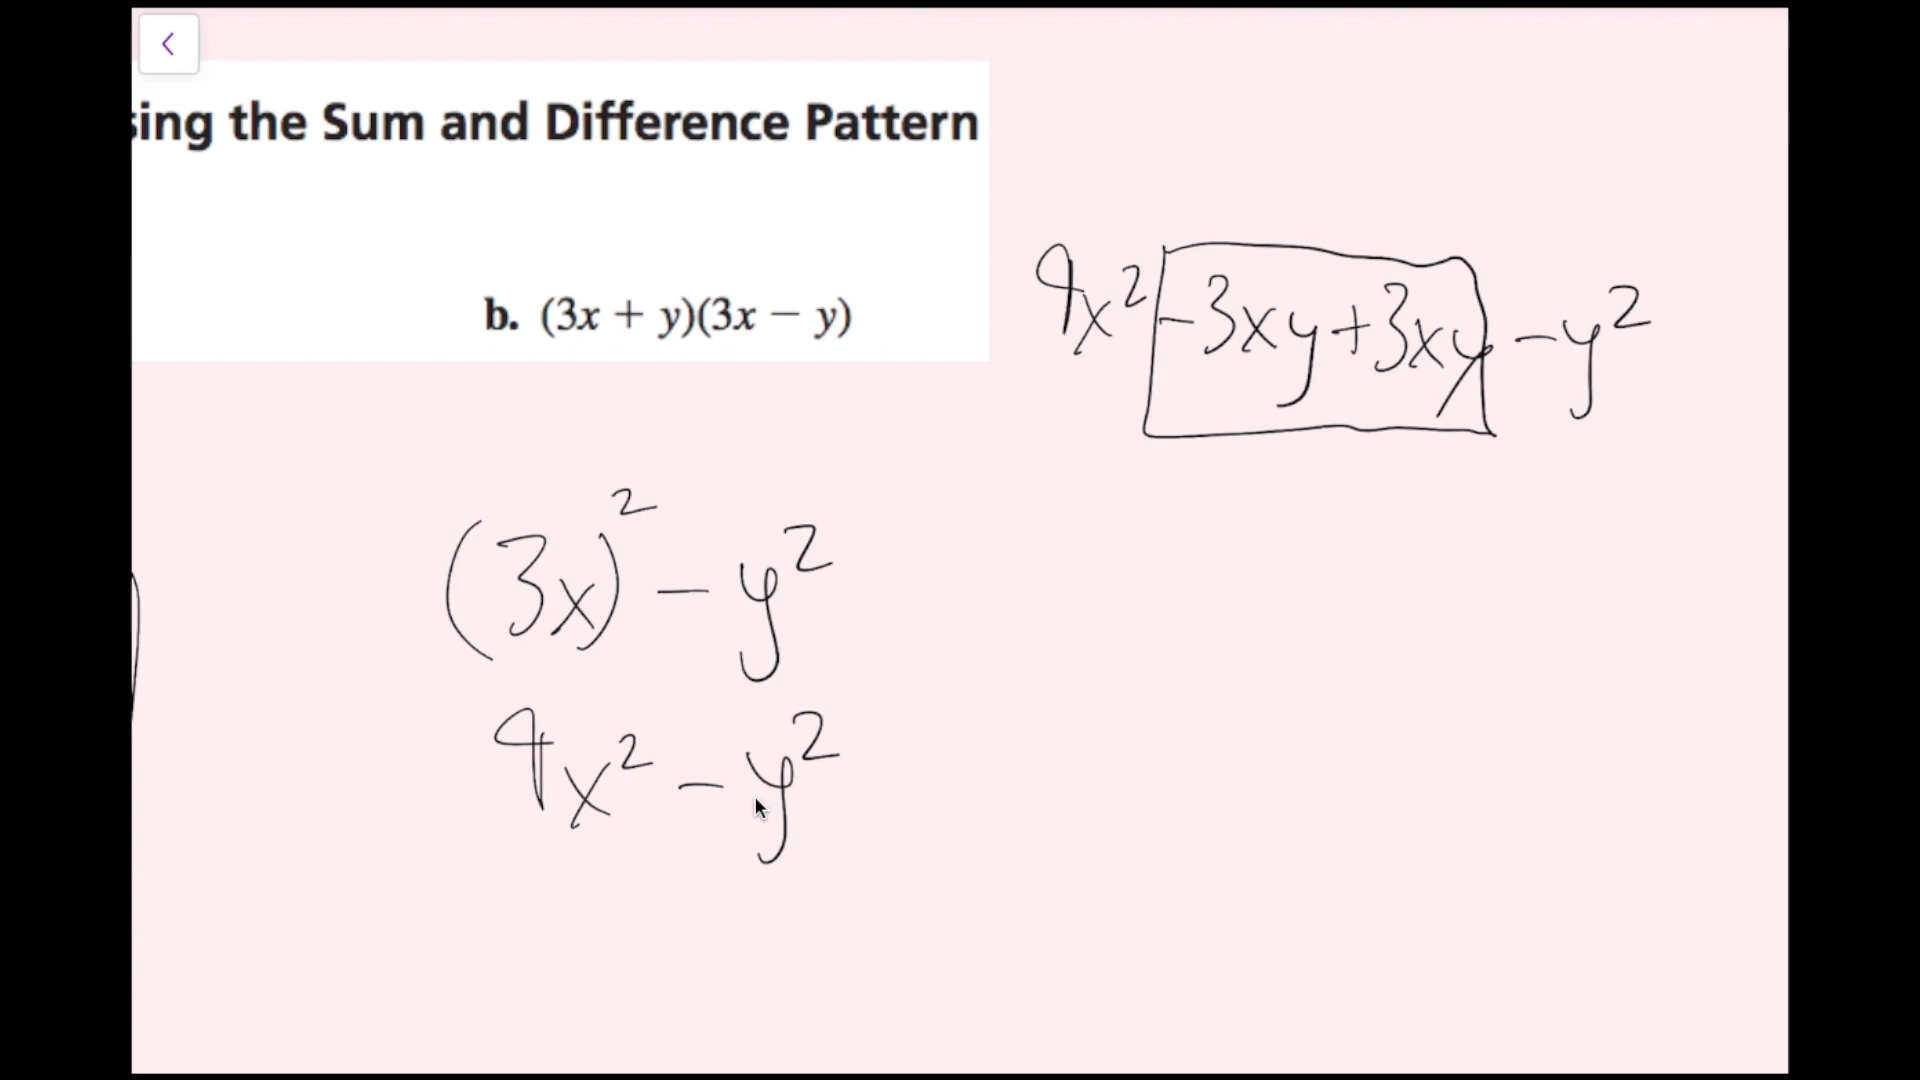 sing the Sum and Difference Pattern
b. (3x + y)(3x − y)
9x² -3xy+3xy -y²
(3x)² - y²
9x² - y²